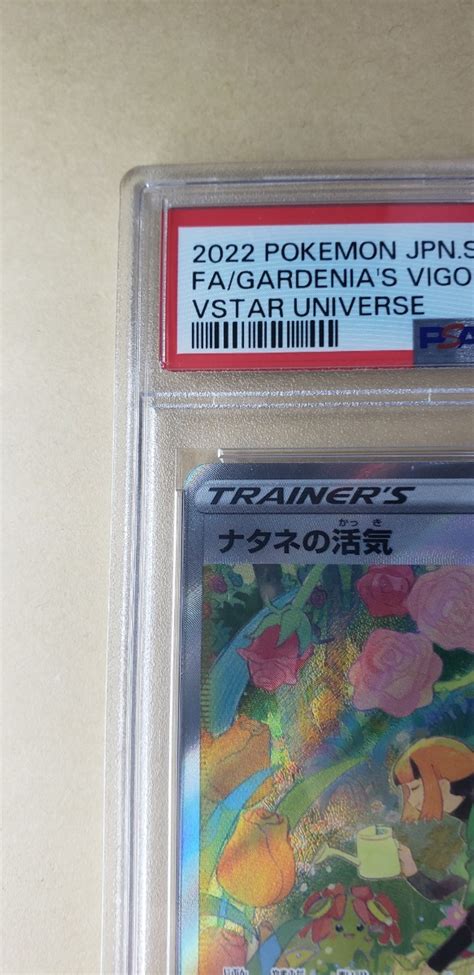 2022 POKEMON JPN.S
FA/GARDENIA'S VIGO
VSTAR UNIVERSE
PSA
TRAINER'S
かっき
ナタネの活気